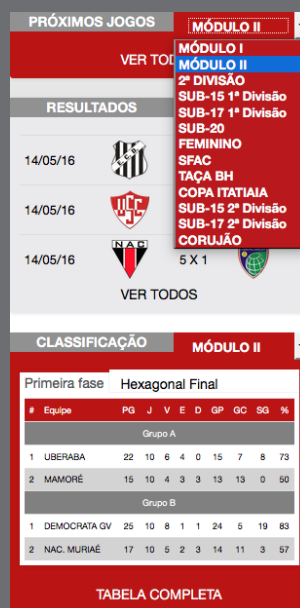 PRÓXIMOS JOGOS MÓDULO II
VER TOD
MÓDULO I
MÓDULO II
2ª DIVISÃO
SUB-15 1ª Divisão
SUB-17 1ª Divisão
SUB-20
FEMININO
SFAC
TAÇA BH
COPA ITATIAIA
SUB-15 2ª Divisão
SUB-17 2ª Divisão
CORUJÃO
RESULTADOS
14/05/16
14/05/16 USC
14/05/16 NAC 5 X 1
VER TODOS
CLASSIFICAÇÃO MÓDULO II
Primeira fase Hexagonal Final
# Equipe PG J V E D GP GC SG %
Grupo A
1 UBERABA 22 10 6 4 0 15 7 8 73
2 MAMORÉ 15 10 4 3 3 13 13 0 50
Grupo B
1 DEMOCRATA GV 25 10 8 1 1 24 5 19 83
2 NAC. MURIAÉ 17 10 5 2 3 14 11 3 57
TABELA COMPLETA